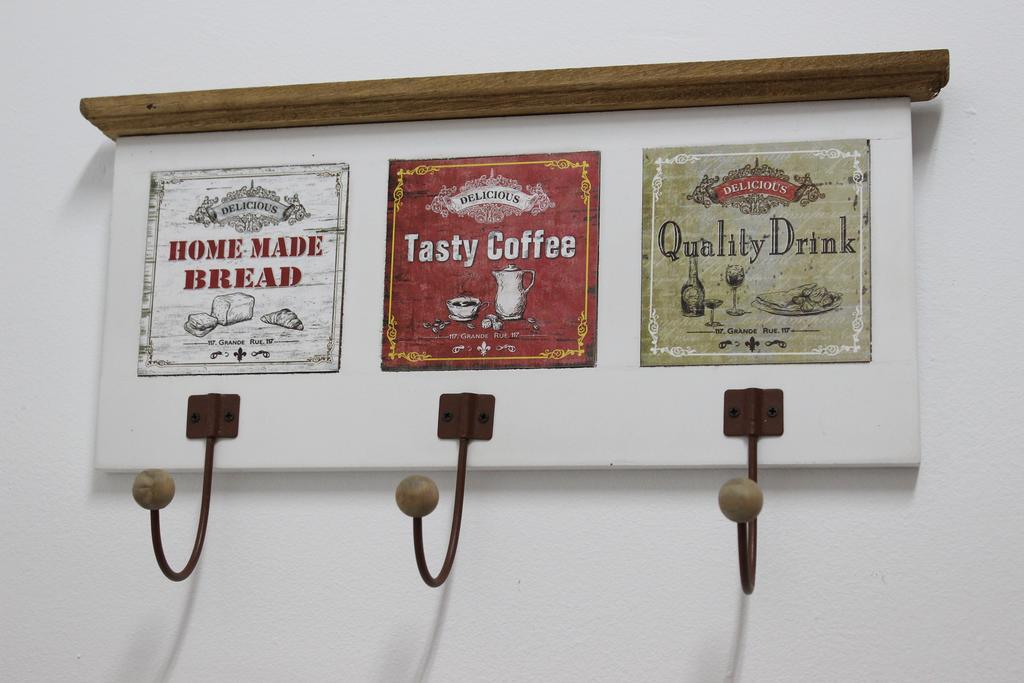 DELICIOUS
HOME-MADE
BREAD
117, GRANDE RUE, 117
DELICIOUS
Tasty Coffee
117, GRANDE RUE, 117
DELICIOUS
Quality Drink
117, GRANDE RUE, 117